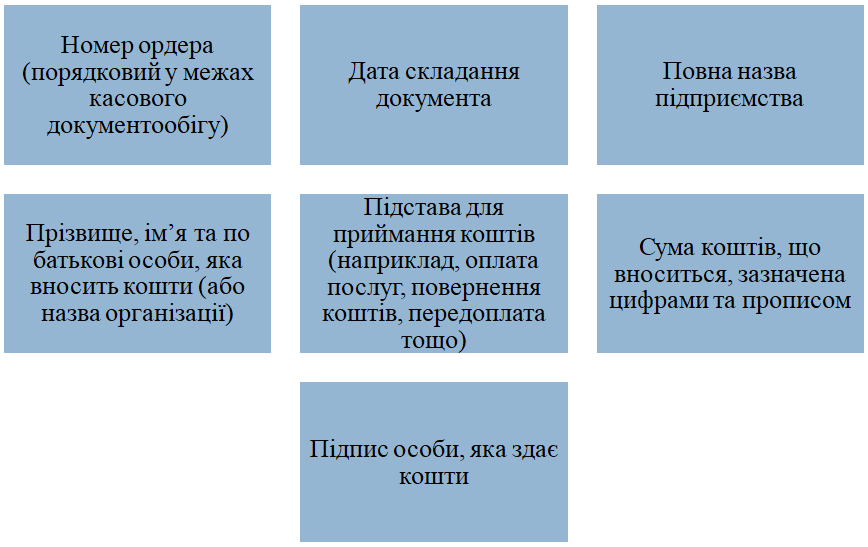 Номер ордера
(порядковий у межах
касового
документообігу)
Дата складання
документа
Повна назва
підприємства
Прізвище, ім’я та по
батькові особи, яка
вносить кошти (або
назва організації)
Підстава для
приймання коштів
(наприклад, оплата
послуг, повернення
коштів, передоплата
тощо)
Сума коштів, що
вноситься, зазначена
цифрами та прописом
Підпис особи, яка здає
кошти